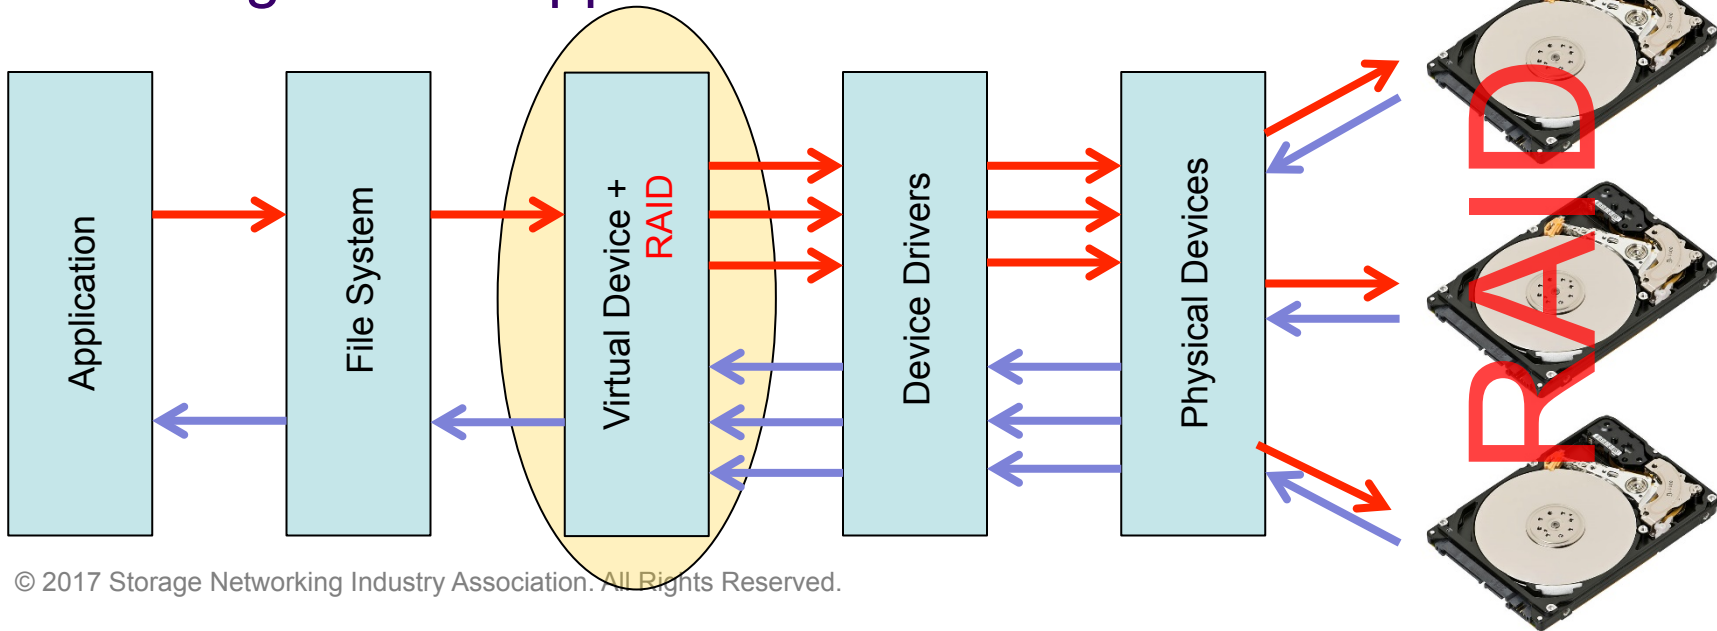 Application
File System
Virtual Device +
RAID
Device Drivers
Physical Devices
RAID
© 2017 Storage Networking Industry Association. All Rights Reserved.